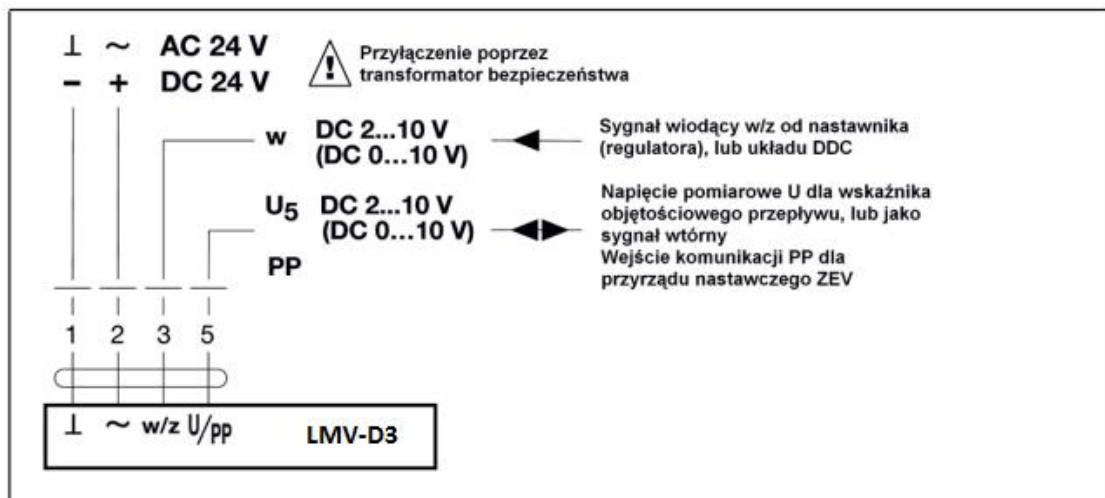 ⊥ ~ AC 24 V
− + DC 24 V
Przyłączenie poprzez
transformator bezpieczeństwa
w DC 2...10 V
(DC 0...10 V)
Sygnał wiodący w/z od nastawnika
(regulatora), lub układu DDC
U5 DC 2...10 V
(DC 0...10 V)
PP
Napięcie pomiarowe U dla wskaźnika
objętościowego przepływu, lub jako
sygnał wtórny
Wejście komunikacji PP dla
przyrządu nastawczego ZEV
1 2 3 5
⊥ ~ w/z U/pp LMV-D3